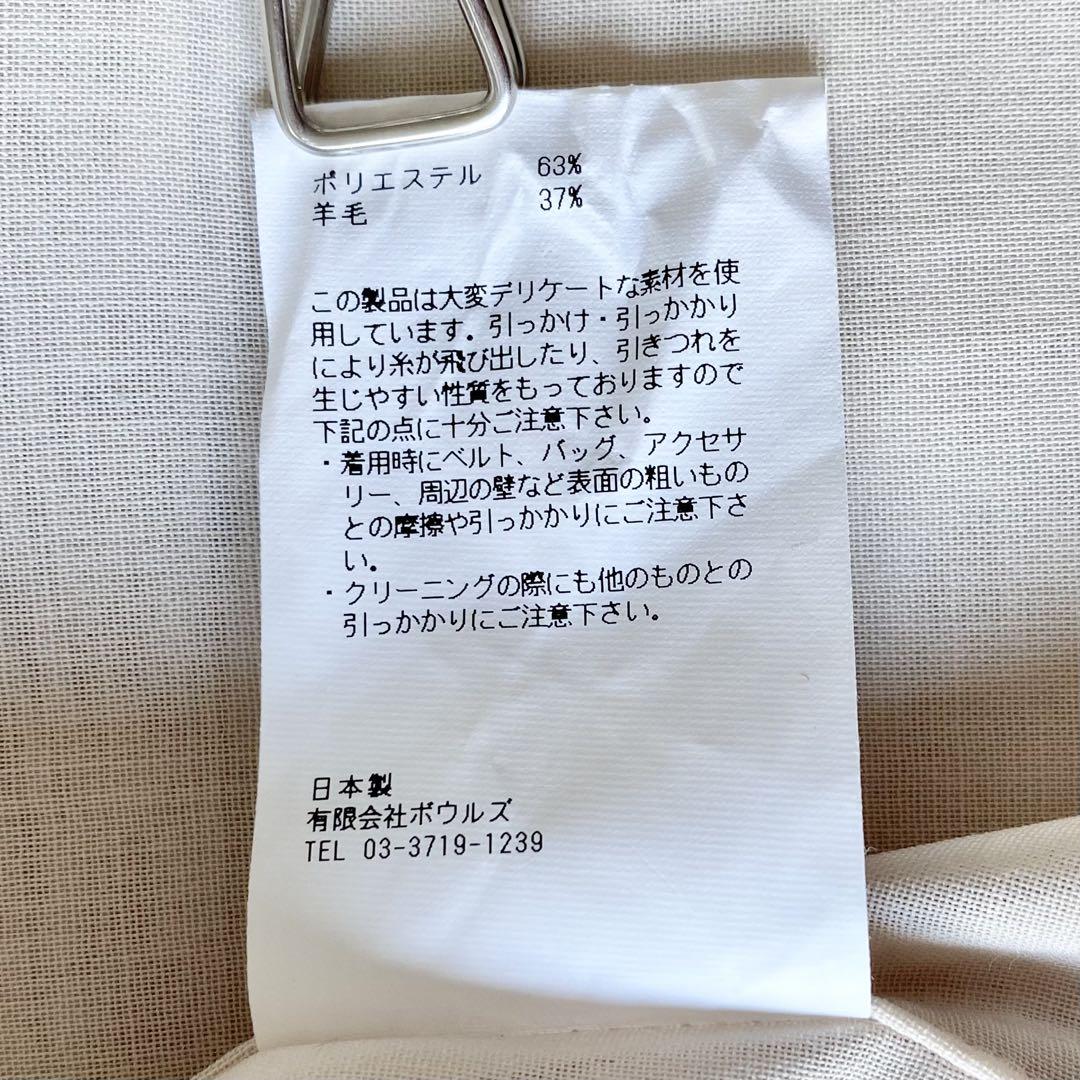 ポリエステル 63%
羊毛 37%
この製品は大変デリケートな素材を使
用しています。引っかけ・引っかかり
により糸が飛び出したり、引きつれを
生じやすい性質をもっておりますので
下記の点に十分ご注意下さい。
・着用時にベルト、バッグ、アクセサ
リー、周辺の壁など表面の粗いもの
との摩擦や引っかかりにご注意下さ
い。
・クリーニングの際にも他のものとの
引っかかりにご注意下さい。
日本製
有限会社ボウルズ
TEL 03-3719-1239